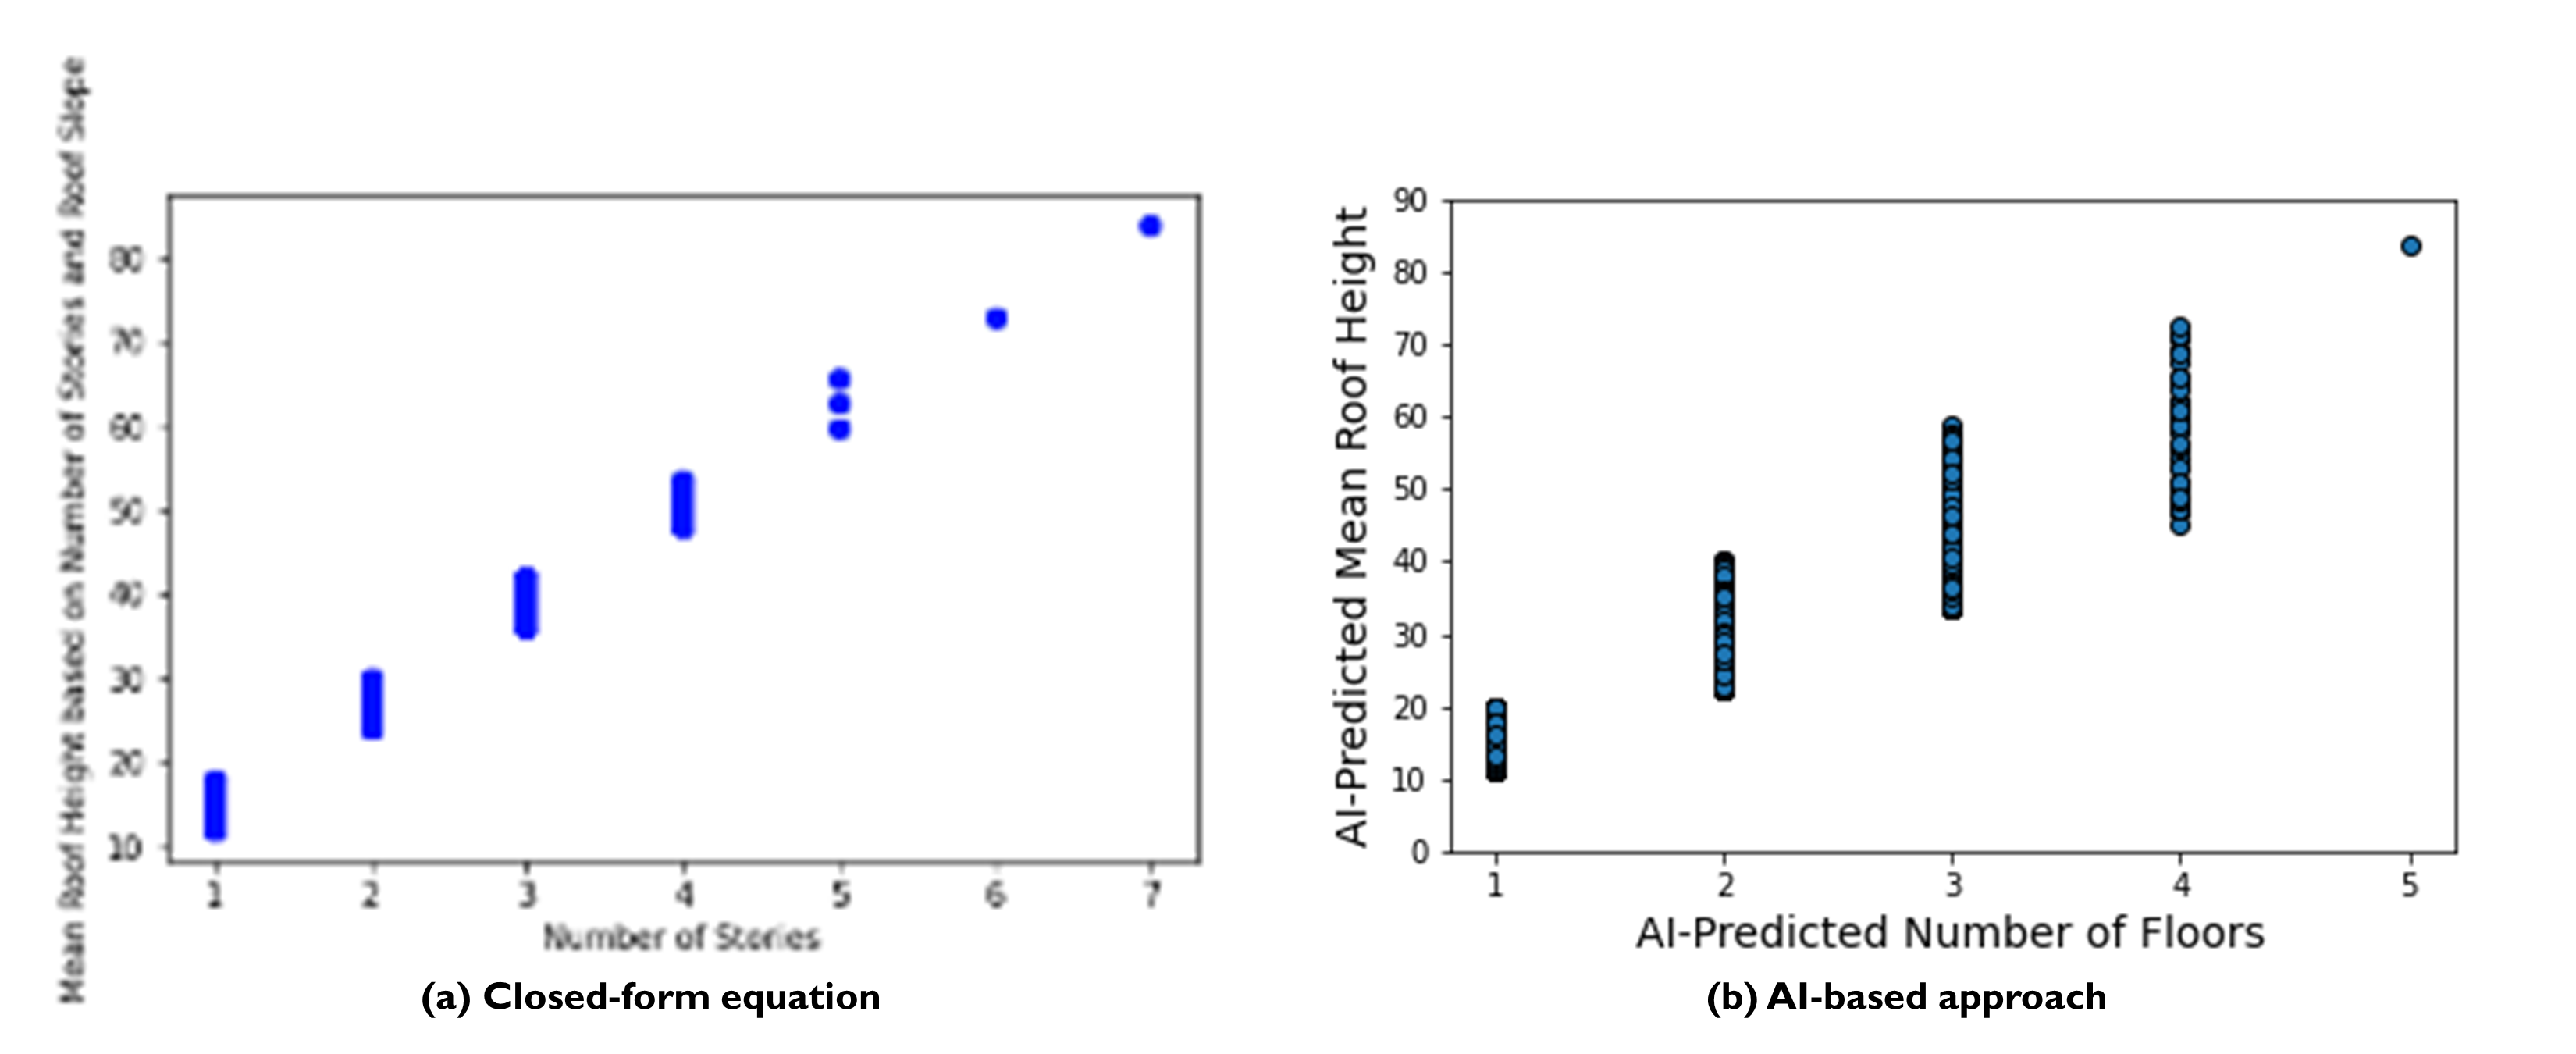 Mean Roof Height based on Number of Stories and Roof Slope
80
70
60
50
40
30
20
10
1 2 3 4 5 6 7
Number of Stories
(a) Closed-form equation
AI-Predicted Mean Roof Height
90
80
70
60
50
40
30
20
10
0
1 2 3 4 5
AI-Predicted Number of Floors
(b) AI-based approach